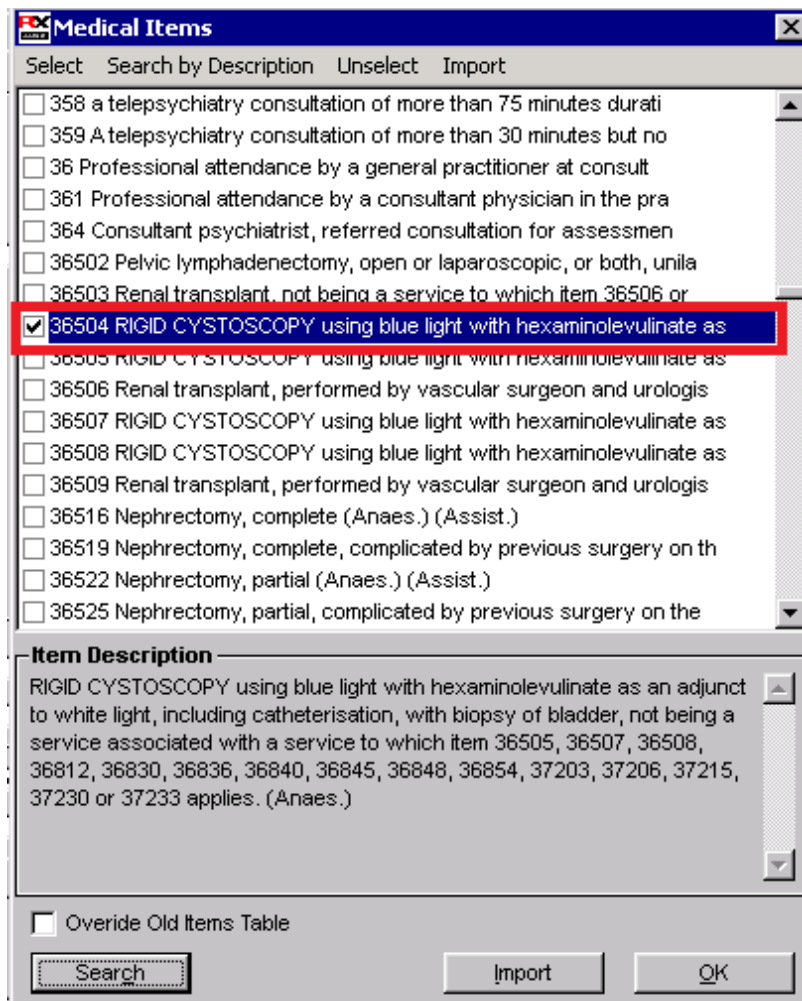 RX Medical Items
Select Search by Description Unselect Import
358 a telepsychiatry consultation of more than 75 minutes durati
359 A telepsychiatry consultation of more than 30 minutes but no
36 Professional attendance by a general practitioner at consult
361 Professional attendance by a consultant physician in the pra
364 Consultant psychiatrist, referred consultation for assessmen
36502 Pelvic lymphadenectomy, open or laparoscopic, or both, unila
36503 Renal transplant, not being a service to which item 36506 or
36504 RIGID CYSTOSCOPY using blue light with hexaminolevulinate as
36505 RIGID CYSTOSCOPY using blue light with hexaminolevulinate as
36506 Renal transplant, performed by vascular surgeon and urologis
36507 RIGID CYSTOSCOPY using blue light with hexaminolevulinate as
36508 RIGID CYSTOSCOPY using blue light with hexaminolevulinate as
36509 Renal transplant, performed by vascular surgeon and urologis
36516 Nephrectomy, complete (Anaes.) (Assist.)
36519 Nephrectomy, complete, complicated by previous surgery on th
36522 Nephrectomy, partial (Anaes.) (Assist.)
36525 Nephrectomy, partial, complicated by previous surgery on the
Item Description
RIGID CYSTOSCOPY using blue light with hexaminolevulinate as an adjunct
to white light, including catheterisation, with biopsy of bladder, not being a
service associated with a service to which item 36505, 36507, 36508,
36812, 36830, 36836, 36840, 36845, 36848, 36854, 37203, 37206, 37215,
37230 or 37233 applies. (Anaes.)
Overide Old Items Table
Search Import OK